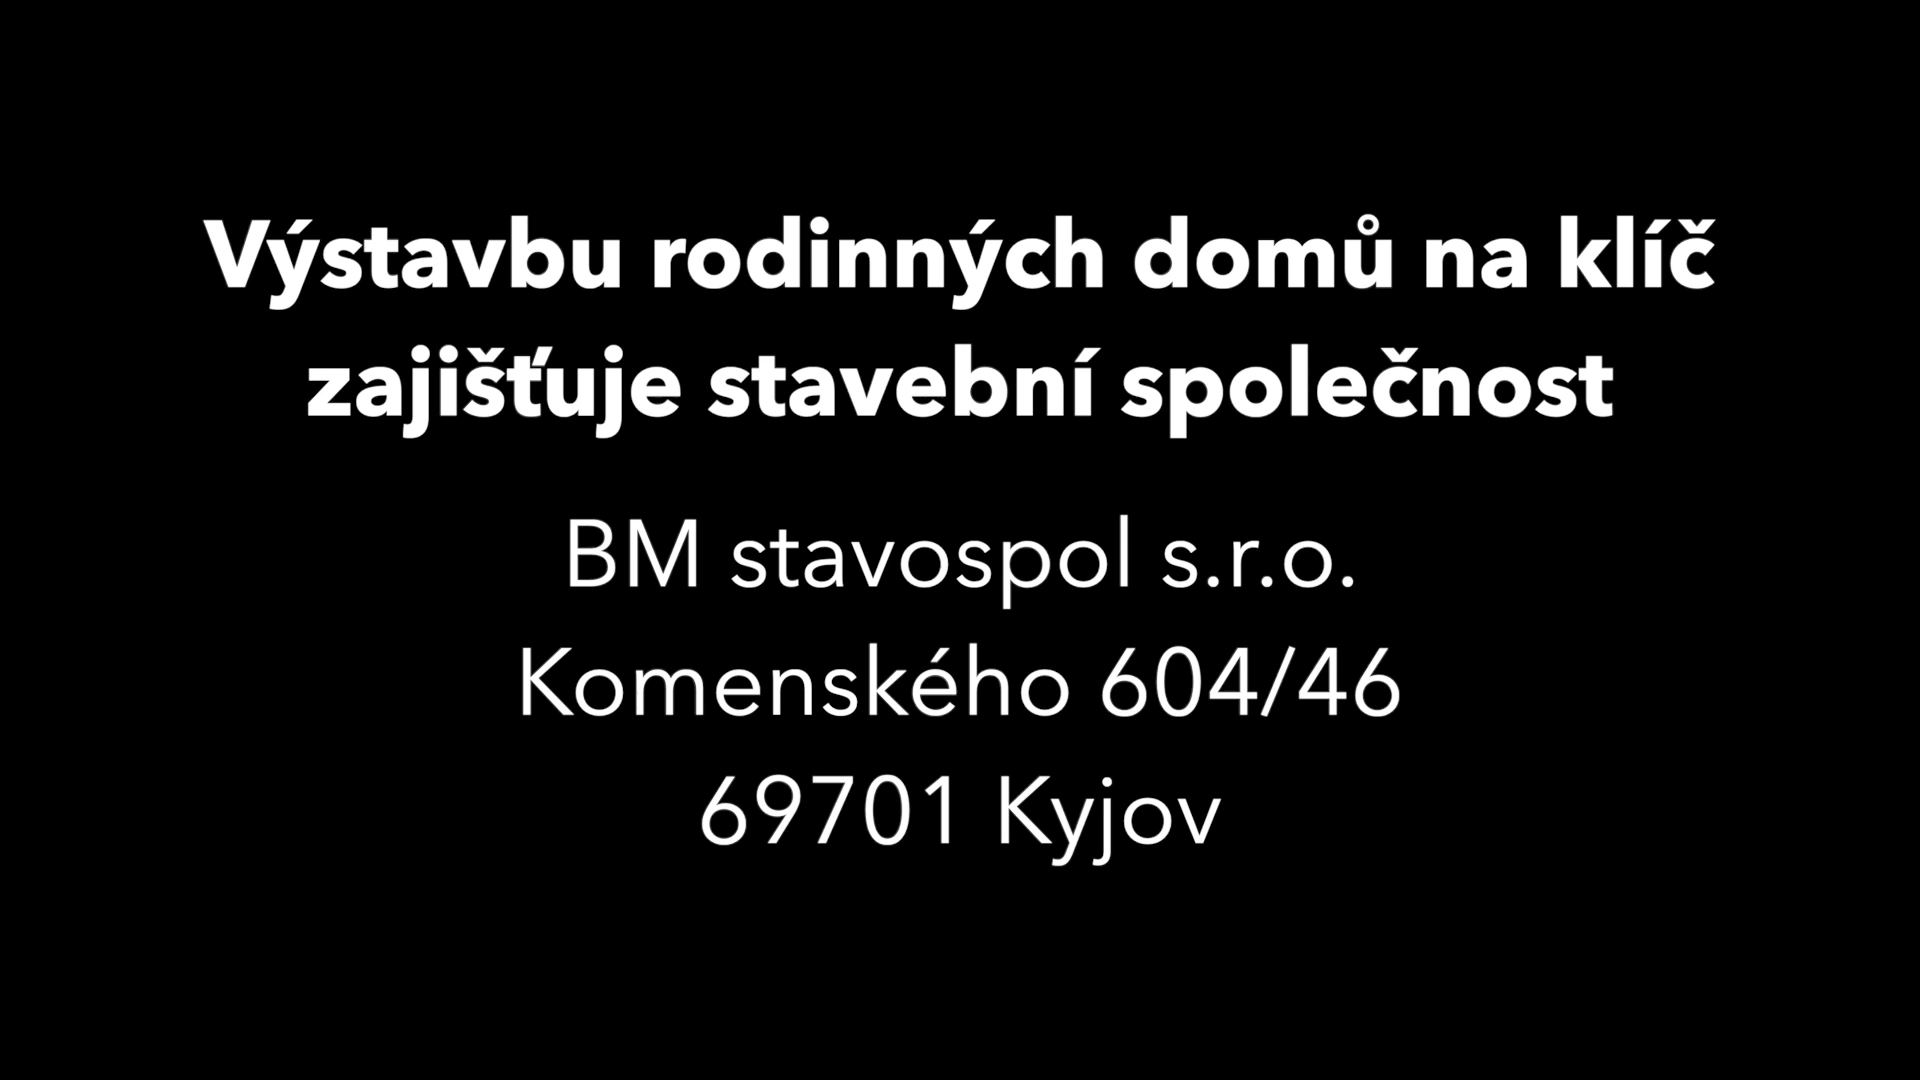 Výstavbu rodinných domů na klíč
zajišťuje stavební společnost
BM stavospol s.r.o.
Komenského 604/46
69701 Kyjov